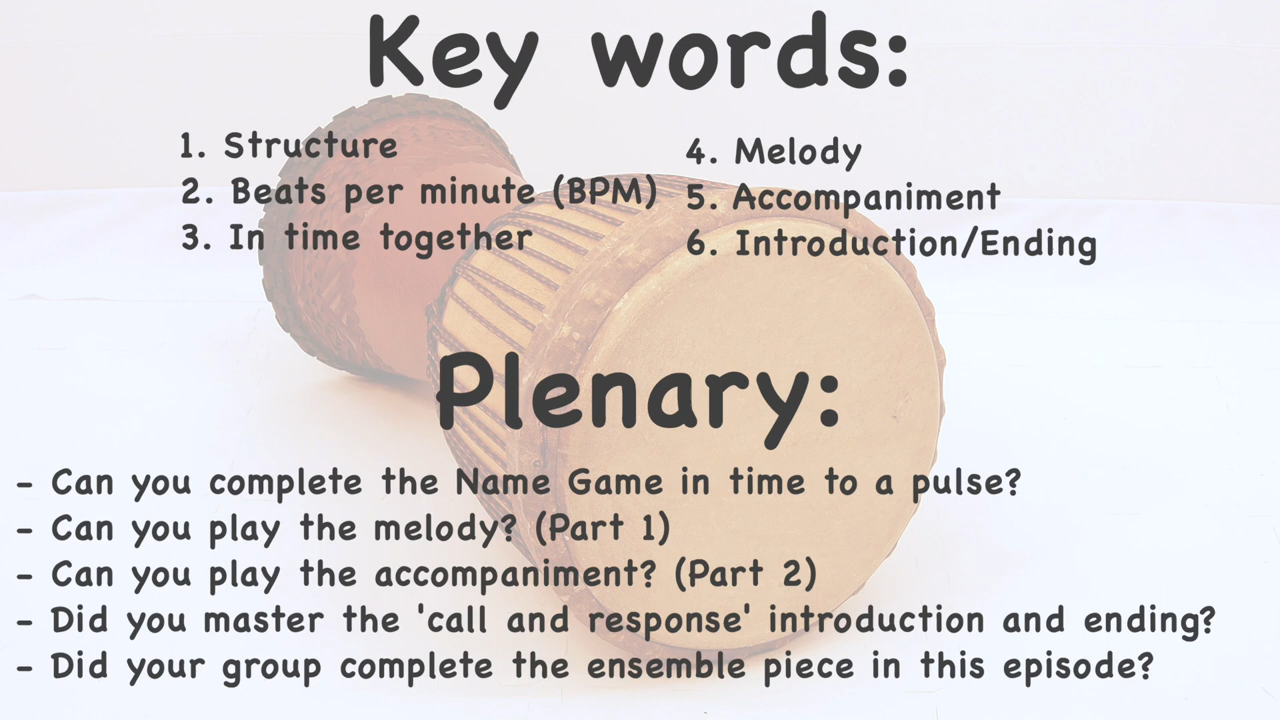 Key words:
1. Structure
2. Beats per minute (BPM)
3. In time together
4. Melody
5. Accompaniment
6. Introduction/Ending
Plenary:
- Can you complete the Name Game in time to a pulse?
- Can you play the melody? (Part 1)
- Can you play the accompaniment? (Part 2)
- Did you master the 'call and response' introduction and ending?
- Did your group complete the ensemble piece in this episode?